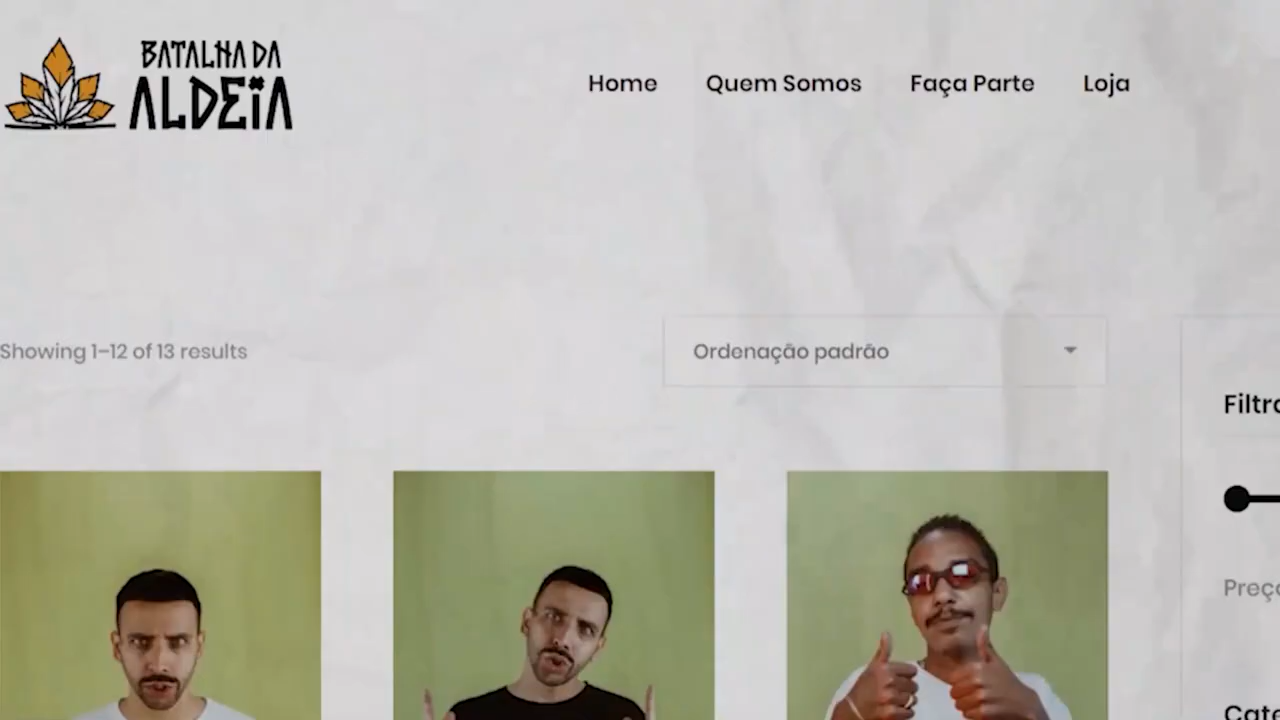 BATALHA DA
ALDEIA
Home Quem Somos Faça Parte Loja
Showing 1–12 of 13 results
Ordenação padrão